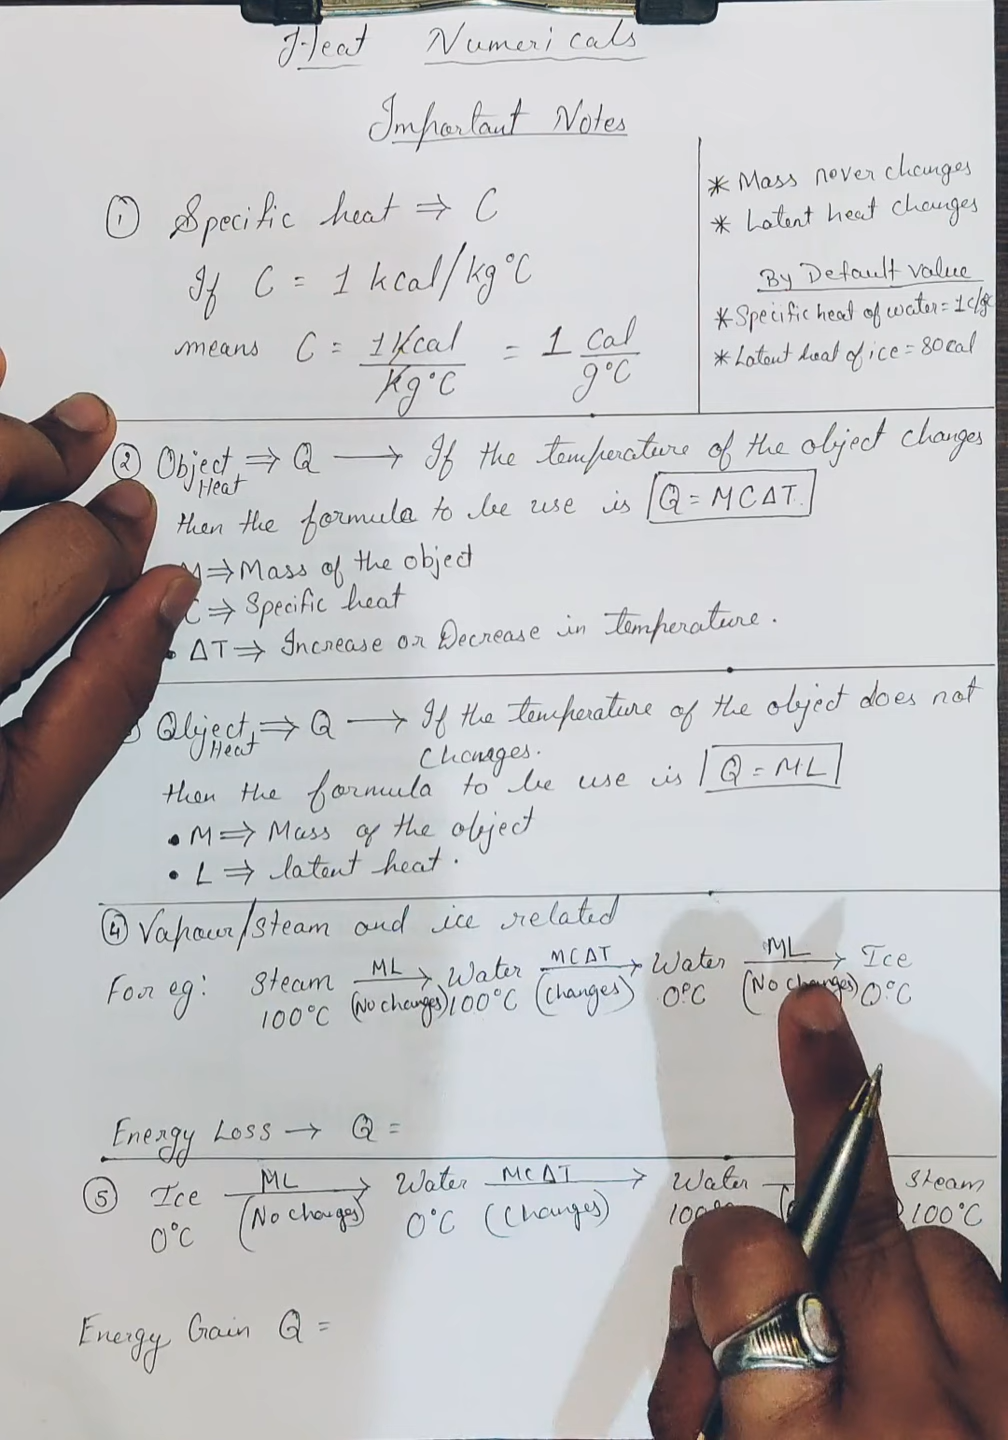 Heat Numericals
Important Notes
① Specific heat ⇒ C
If C = 1 kcal/kg°C
means C = 1Kcal/Kg°C = 1 Cal/g°C
* Mass never changes
* Latent heat changes
By Default value
* Specific heat of water = 1c/g
* Latent heat of ice = 80cal
② Object Heat ⇒ Q → If the temperature of the object changes
then the formula to be use is Q = MCΔT.
M ⇒ Mass of the object
C ⇒ Specific heat
• ΔT ⇒ Increase or Decrease in temperature.
Object Heat ⇒ Q → If the temperature of the object does not
Changes.
then the formula to be use is Q = ML
• M ⇒ Mass of the object
• L ⇒ latent heat.
④ Vapour/Steam and ice related
For eg: Steam ML → Water MCΔT → Water ML → Ice
100°C (No changes) 100°C (Changes) 0°C (No changes) 0°C
Energy Loss → Q =
⑤ Ice ML → Water MCΔT → Water Steam
0°C (No changes) 0°C (Changes) 100°C
Energy Gain Q =